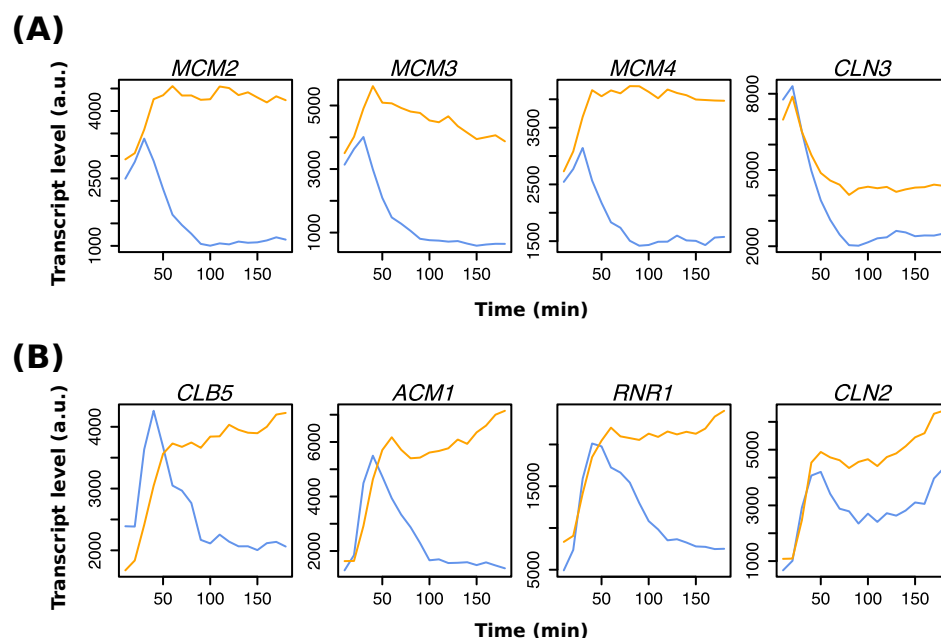 (A)
MCM2 MCM3 MCM4 CLN3
Transcript level (a.u.)
1000 2500 4000
1000 3000 5000
1500 2500 3500
2000 5000 8000
50 100 150 50 100 150 50 100 150 50 100 150
Time (min)
(B)
CLB5 ACM1 RNR1 CLN2
Transcript level (a.u.)
2000 3000 4000
2000 4000 6000
5000 15000
1000 3000 5000
50 100 150 50 100 150 50 100 150 50 100 150
Time (min)